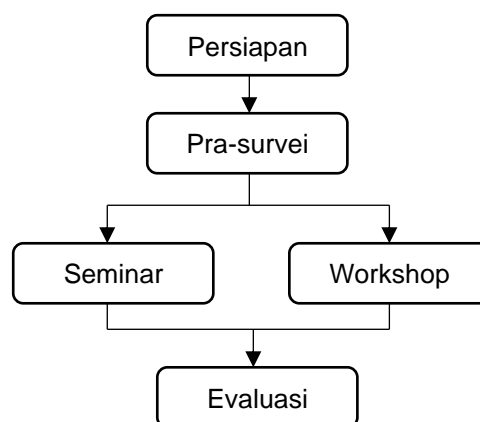 Persiapan
Pra-survei
Seminar
Workshop
Evaluasi